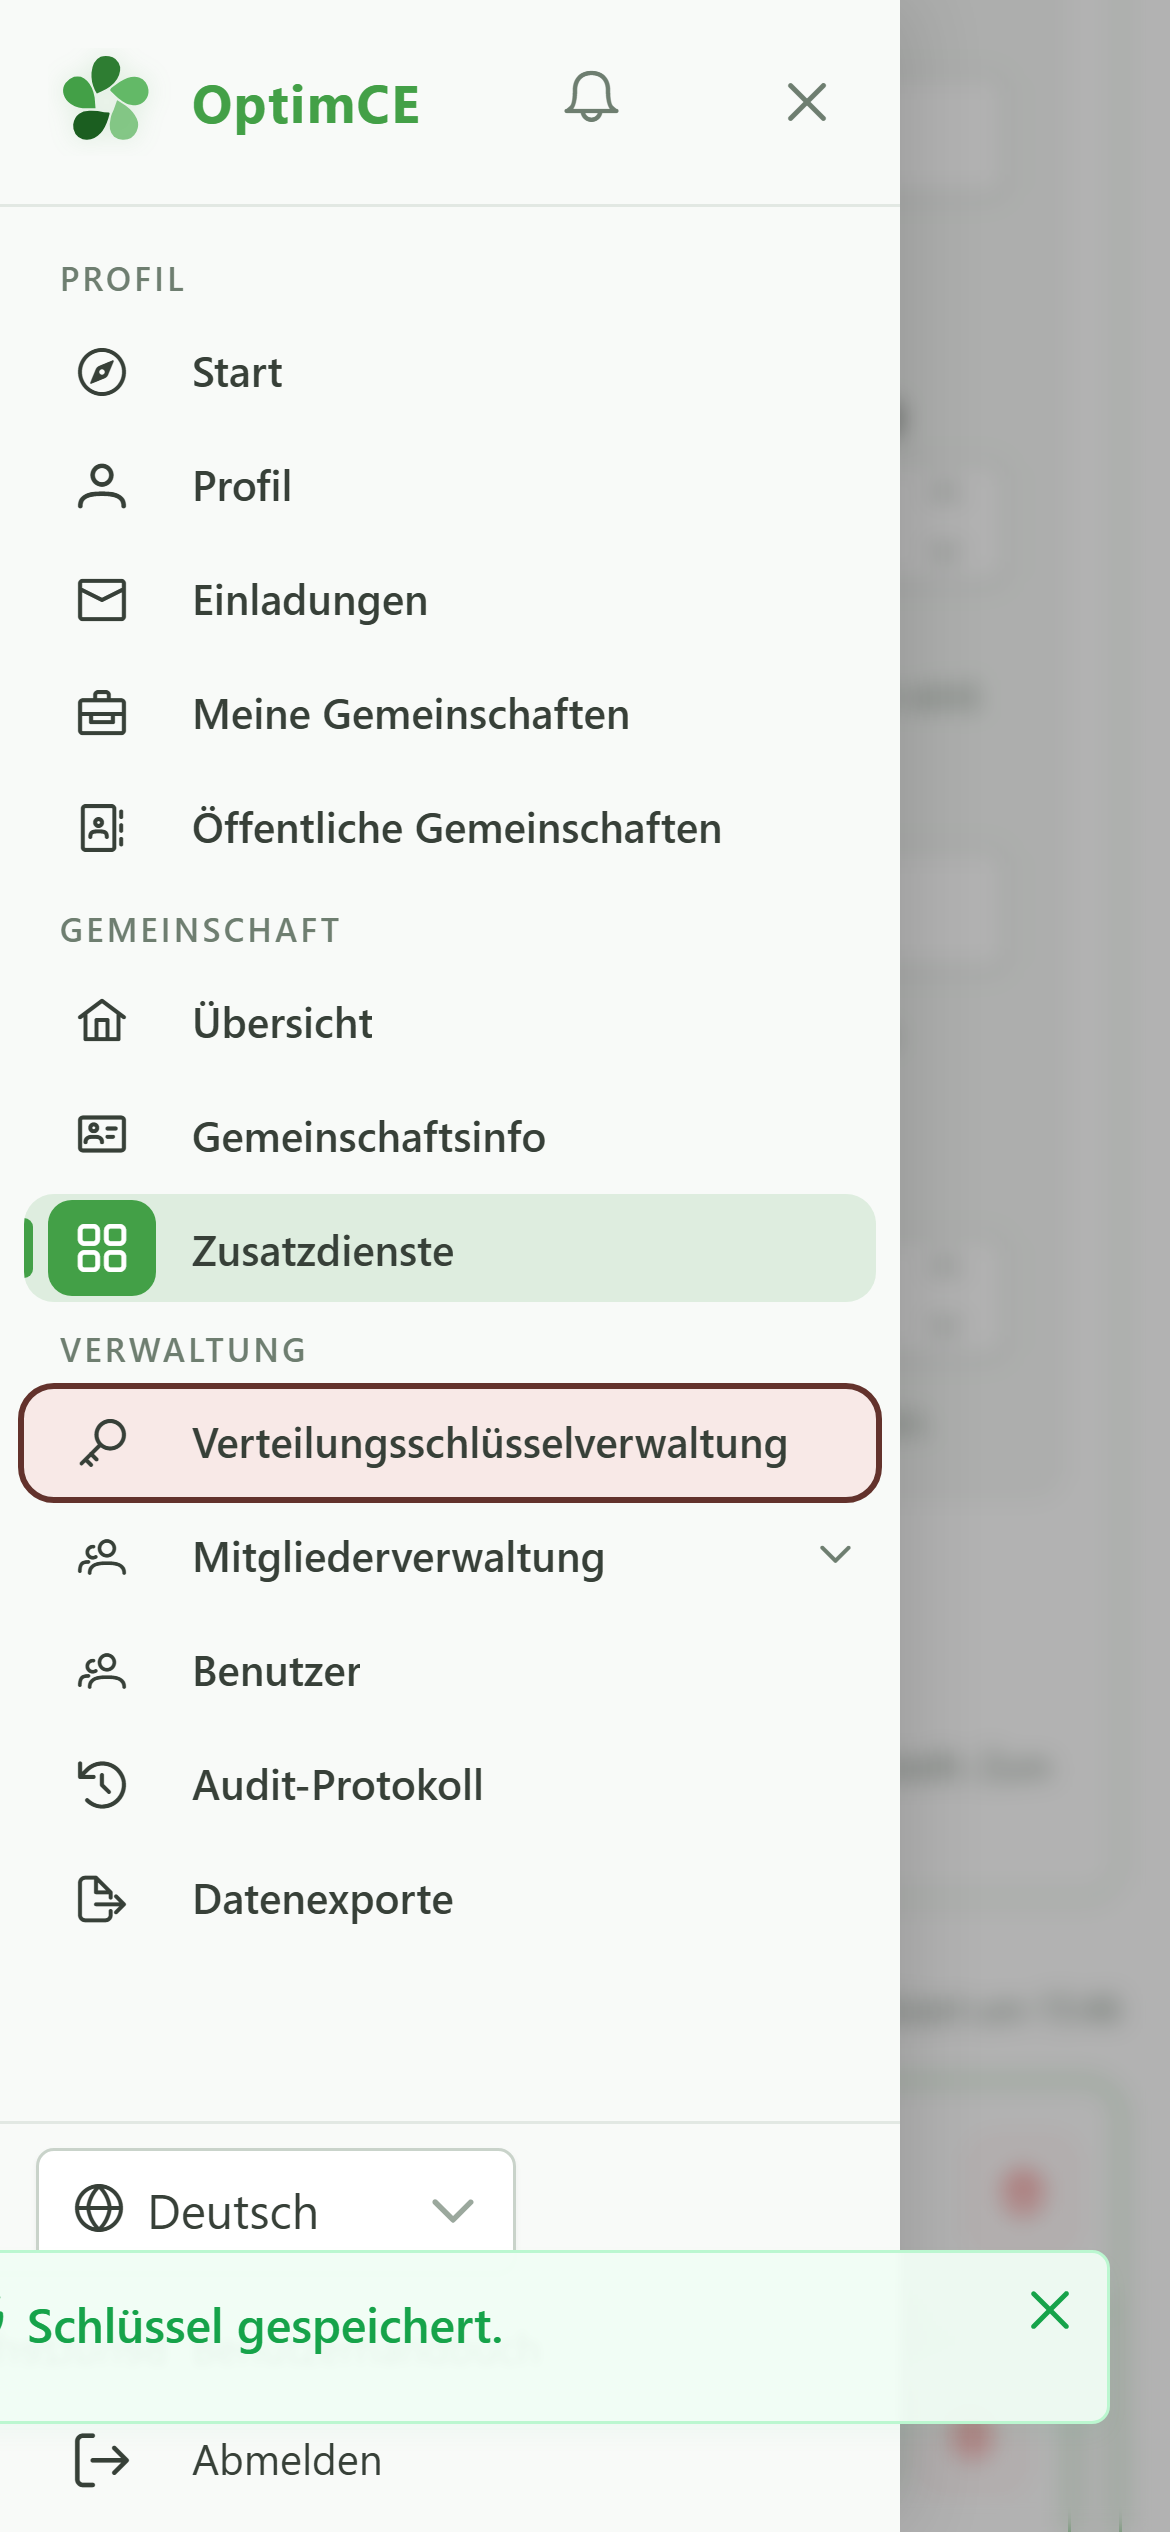 OptimCE
PROFIL
Start
Profil
Einladungen
Meine Gemeinschaften
Öffentliche Gemeinschaften
GEMEINSCHAFT
Übersicht
Gemeinschaftsinfo
Zusatzdienste
VERWALTUNG
Verteilungsschlüsselverwaltung
Mitgliederverwaltung
Benutzer
Audit-Protokoll
Datenexporte
Deutsch
Schlüssel gespeichert.
Abmelden